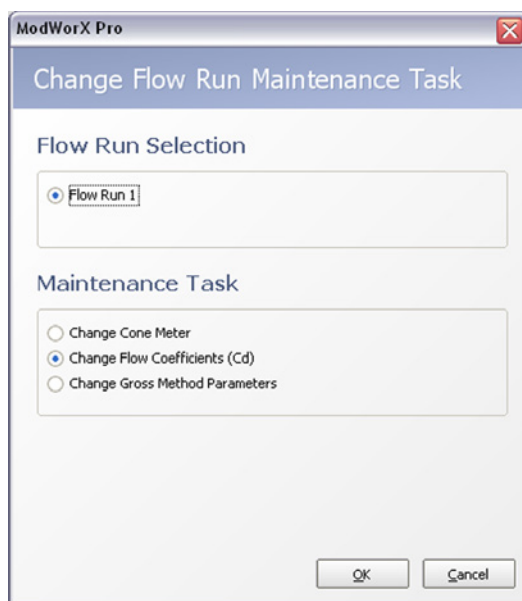 ModWorX Pro
Change Flow Run Maintenance Task
Flow Run Selection
Flow Run 1
Maintenance Task
Change Cone Meter
Change Flow Coefficients (Cd)
Change Gross Method Parameters
OK
Cancel